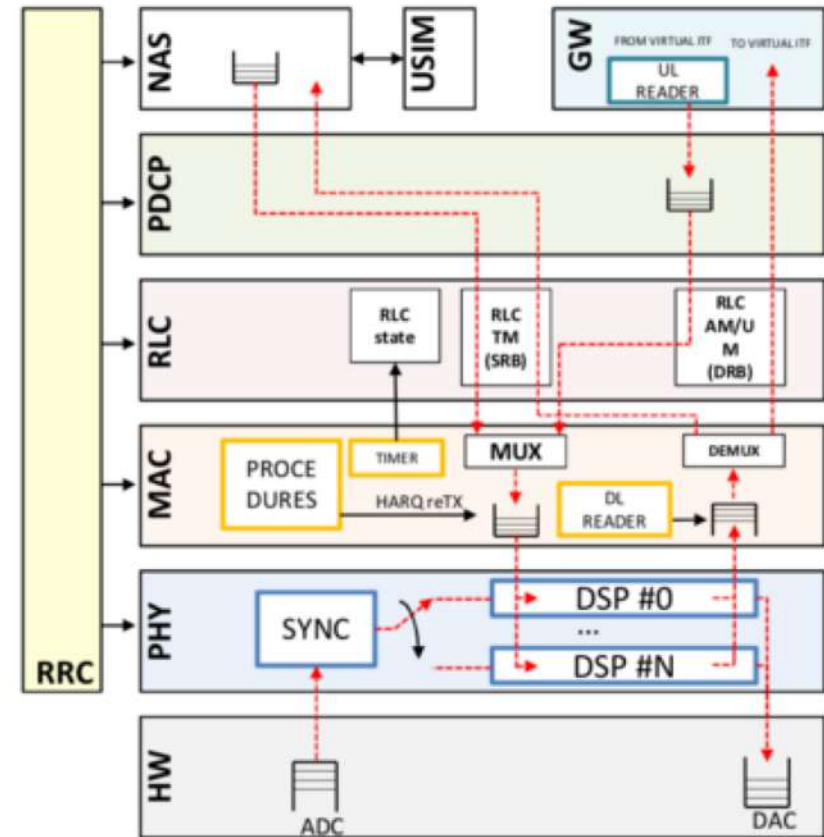 NAS
USIM
GW
FROM VIRTUAL ITF
TO VIRTUAL ITF
UL
READER
PDCP
RLC
RLC
state
RLC
TM
(SRB)
RLC
AM/U
M
(DRB)
MAC
PROCE
DURES
TIMER
MUX
DEMUX
HARQ reTX
DL
READER
PHY
SYNC
DSP #0
...
DSP #N
RRC
HW
ADC
DAC